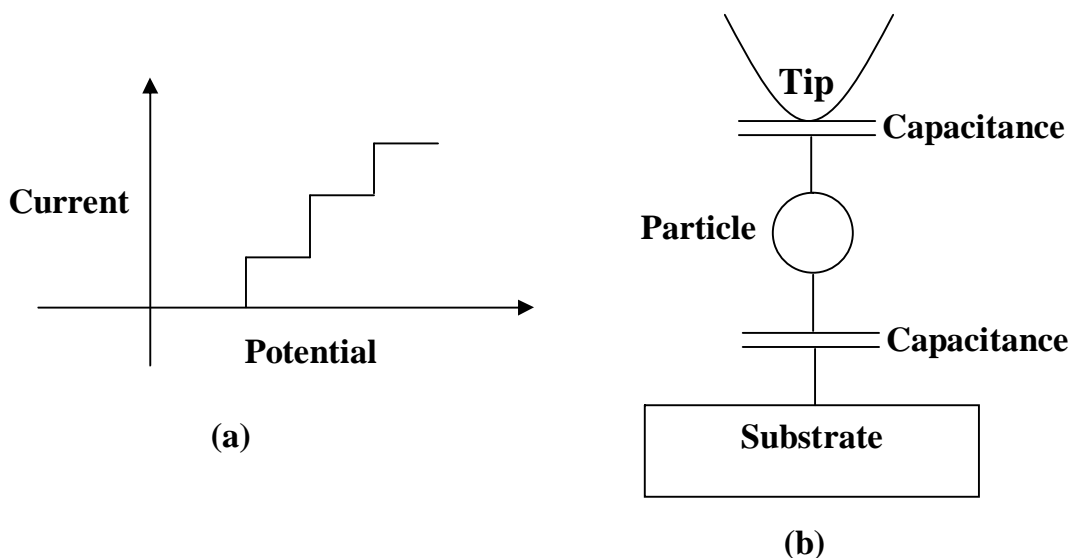 Current
Potential
(a)
Tip
Capacitance
Particle
Capacitance
Substrate
(b)